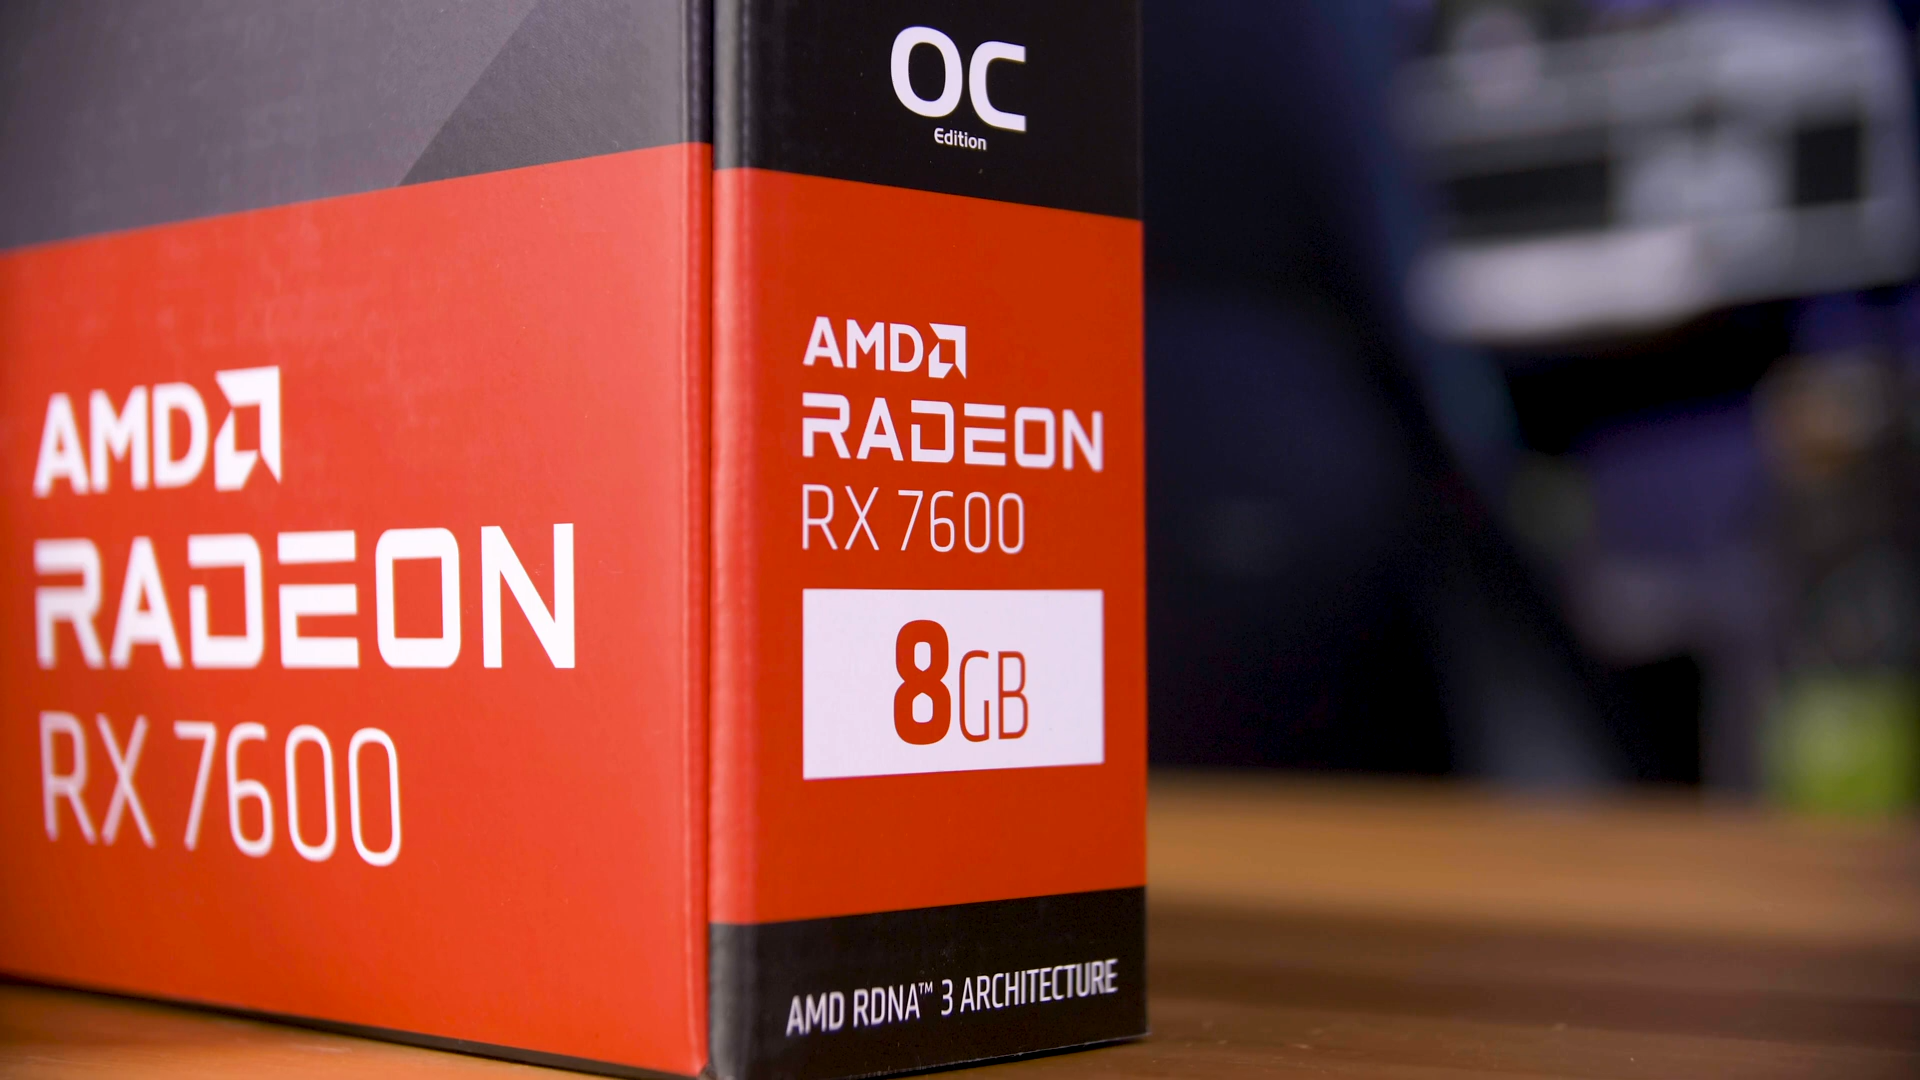 AMD
RADEON
RX 7600
OC
Edition
AMD
RADEON
RX 7600
8GB
AMD RDNA™ 3 ARCHITECTURE